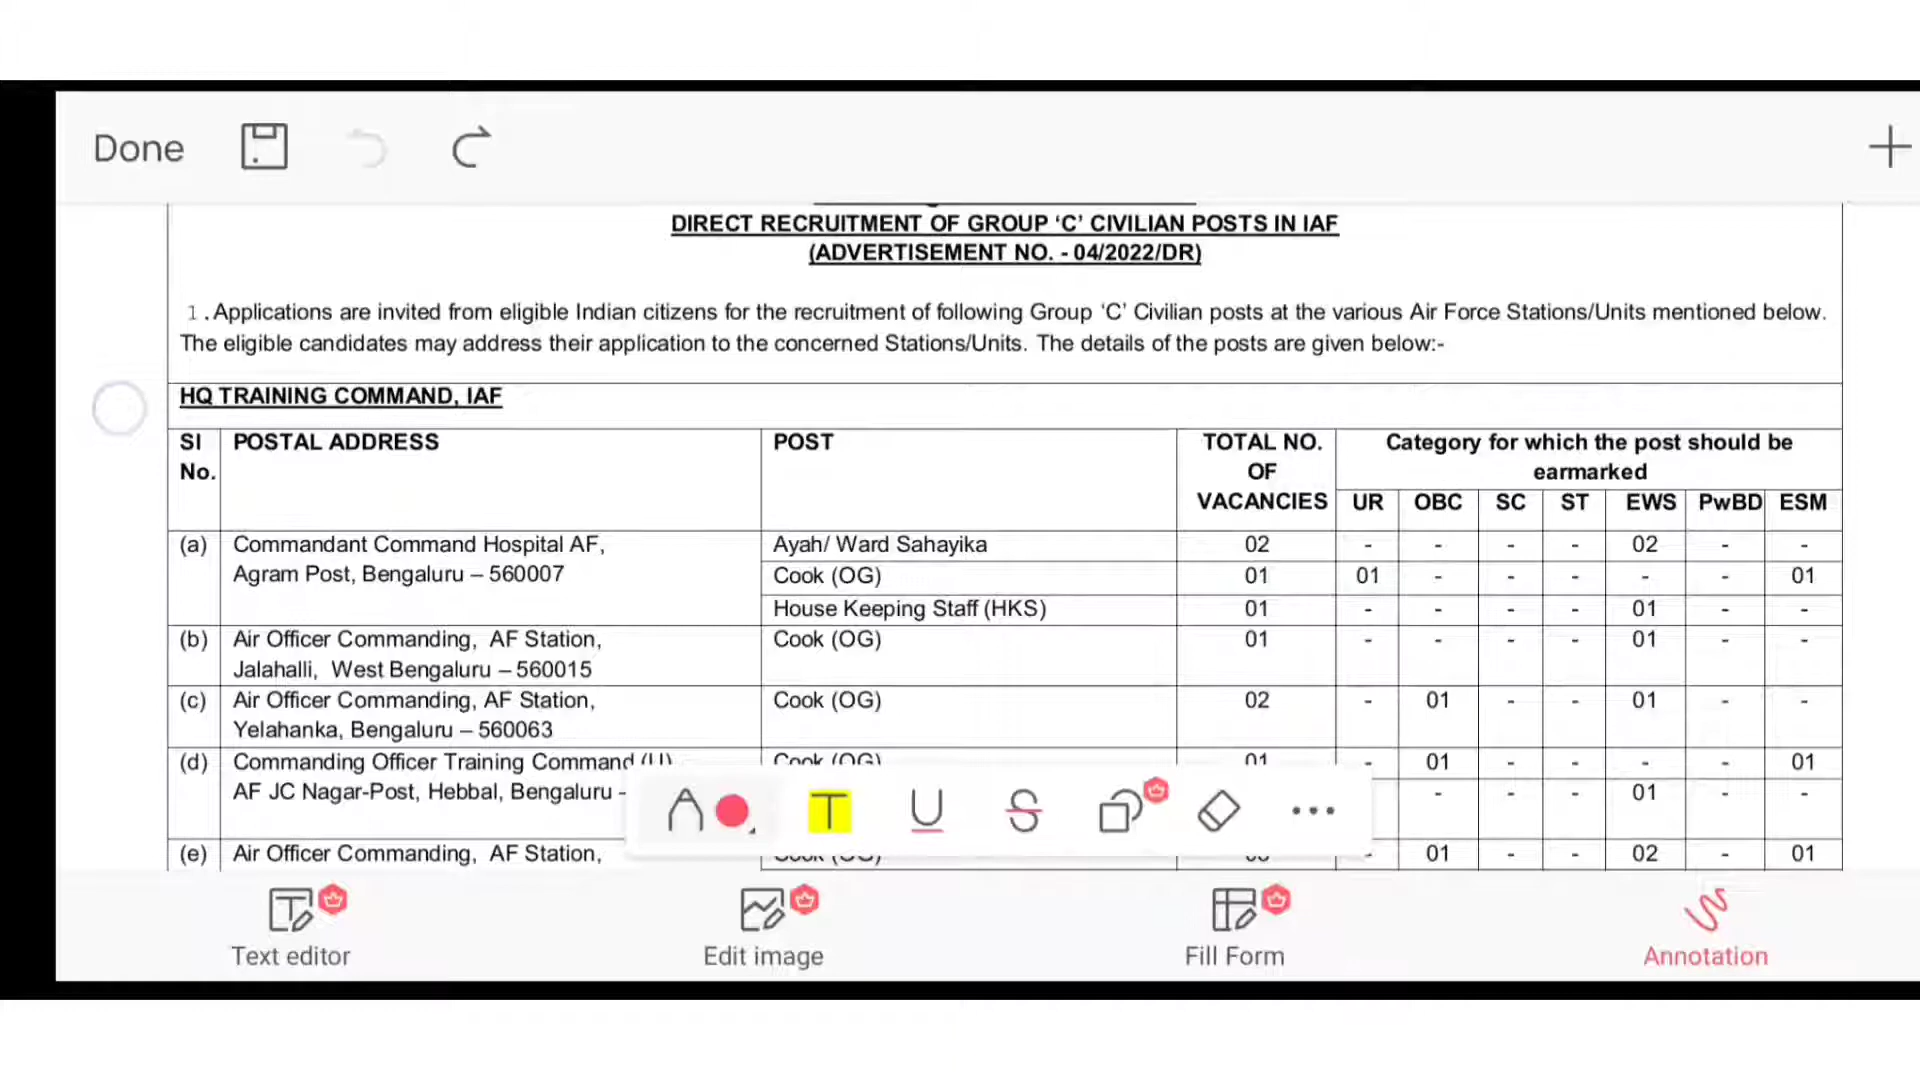 Done
DIRECT RECRUITMENT OF GROUP ‘C’ CIVILIAN POSTS IN IAF
(ADVERTISEMENT NO. - 04/2022/DR)
1 . Applications are invited from eligible Indian citizens for the recruitment of following Group ‘C’ Civilian posts at the various Air Force Stations/Units mentioned below.
The eligible candidates may address their application to the concerned Stations/Units. The details of the posts are given below:-
HQ TRAINING COMMAND, IAF
SI No. POSTAL ADDRESS POST TOTAL NO. OF VACANCIES Category for which the post should be earmarked
UR OBC SC ST EWS PwBD ESM
(a) Commandant Command Hospital AF, Ayah/ Ward Sahayika 02 - - - - 02 - -
Agram Post, Bengaluru – 560007 Cook (OG) 01 01 - - - - - 01
House Keeping Staff (HKS) 01 - - - - 01 - -
(b) Air Officer Commanding, AF Station, Cook (OG) 01 - - - - 01 - -
Jalahalli, West Bengaluru – 560015
(c) Air Officer Commanding, AF Station, Cook (OG) 02 - 01 - - 01 - -
Yelahanka, Bengaluru – 560063
(d) Commanding Officer Training Command (U) Cook (OG) 01 - 01 - - - - 01
AF JC Nagar-Post, Hebbal, Bengaluru - - - - 01 - -
(e) Air Officer Commanding, AF Station, Cook (OG) - 01 - - 02 - 01
T U S
Text editor Edit image Fill Form Annotation